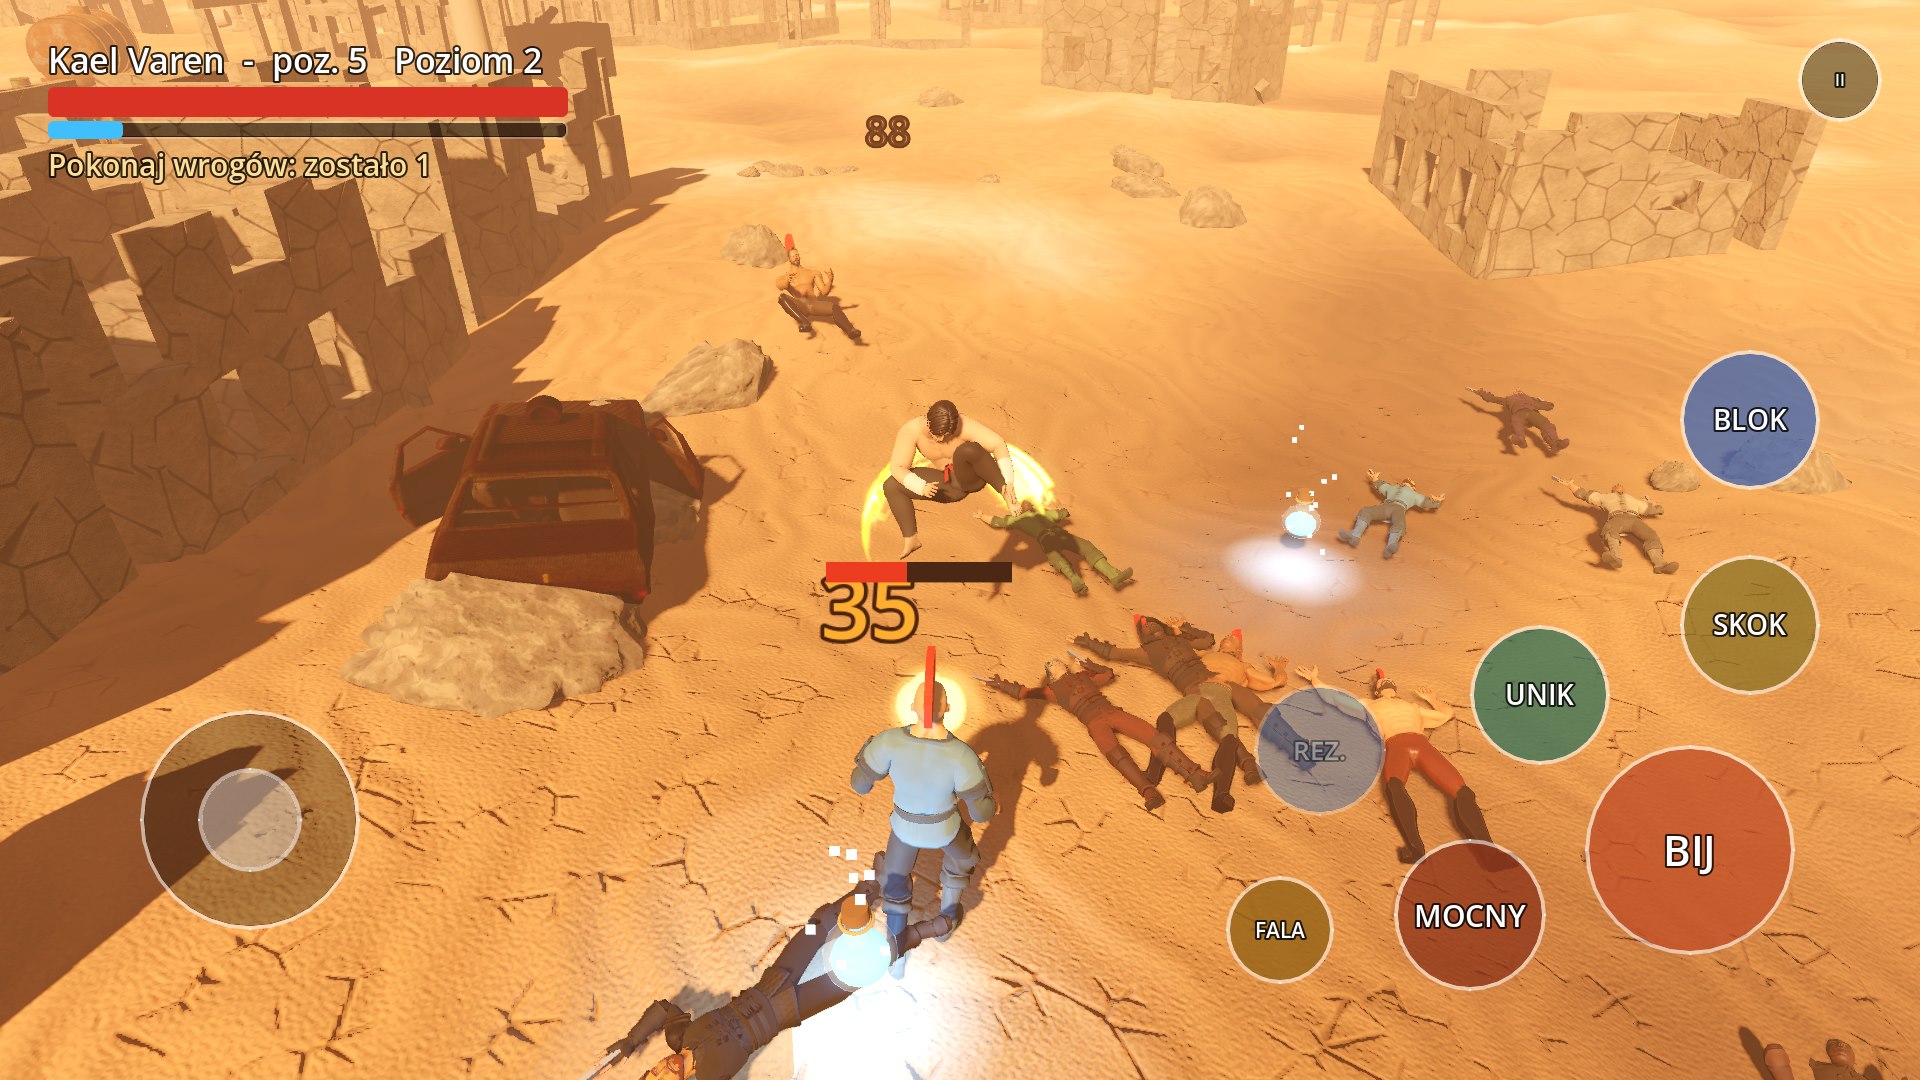 Kael Varen - poz. 5 Poziom 2
II
Pokonaj wrogów: zostało 1
88
BLOK
35
SKOK
UNIK
REZ.
BIJ
MOCNY
FALA